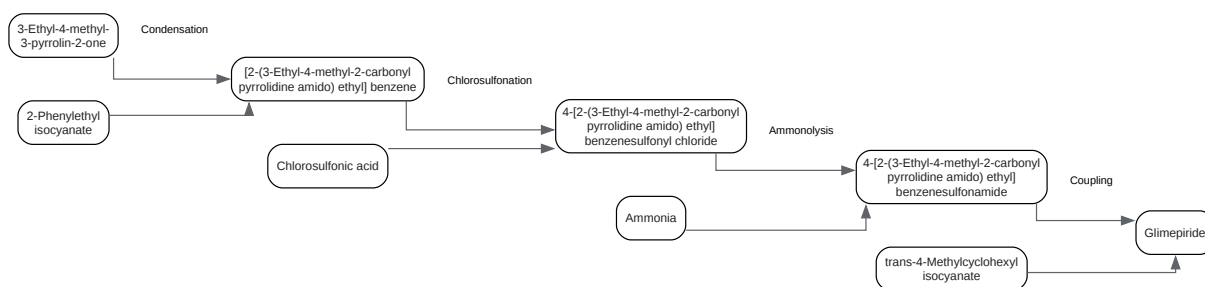 3-Ethyl-4-methyl-
3-pyrrolin-2-one
Condensation
2-Phenylethyl
isocyanate
[2-(3-Ethyl-4-methyl-2-carbonyl
pyrrolidine amido) ethyl] benzene
Chlorosulfonation
Chlorosulfonic acid
4-[2-(3-Ethyl-4-methyl-2-carbonyl
pyrrolidine amido) ethyl]
benzenesulfonyl chloride
Ammonolysis
Ammonia
4-[2-(3-Ethyl-4-methyl-2-carbonyl
pyrrolidine amido) ethyl]
benzenesulfonamide
Coupling
trans-4-Methylcyclohexyl
isocyanate
Glimepiride